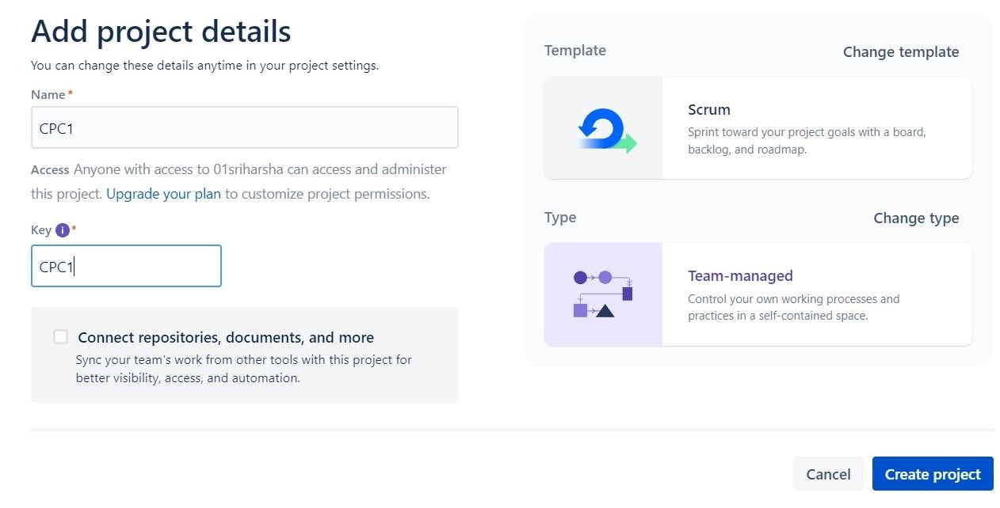 Add project details
You can change these details anytime in your project settings.
Name *
CPC1
Access Anyone with access to 01sriharsha can access and administer
this project. Upgrade your plan to customize project permissions.
Key i *
CPC1
Connect repositories, documents, and more
Sync your team's work from other tools with this project for
better visibility, access, and automation.
Template
Change template
Scrum
Sprint toward your project goals with a board,
backlog, and roadmap.
Type
Change type
Team-managed
Control your own working processes and
practices in a self-contained space.
Cancel
Create project